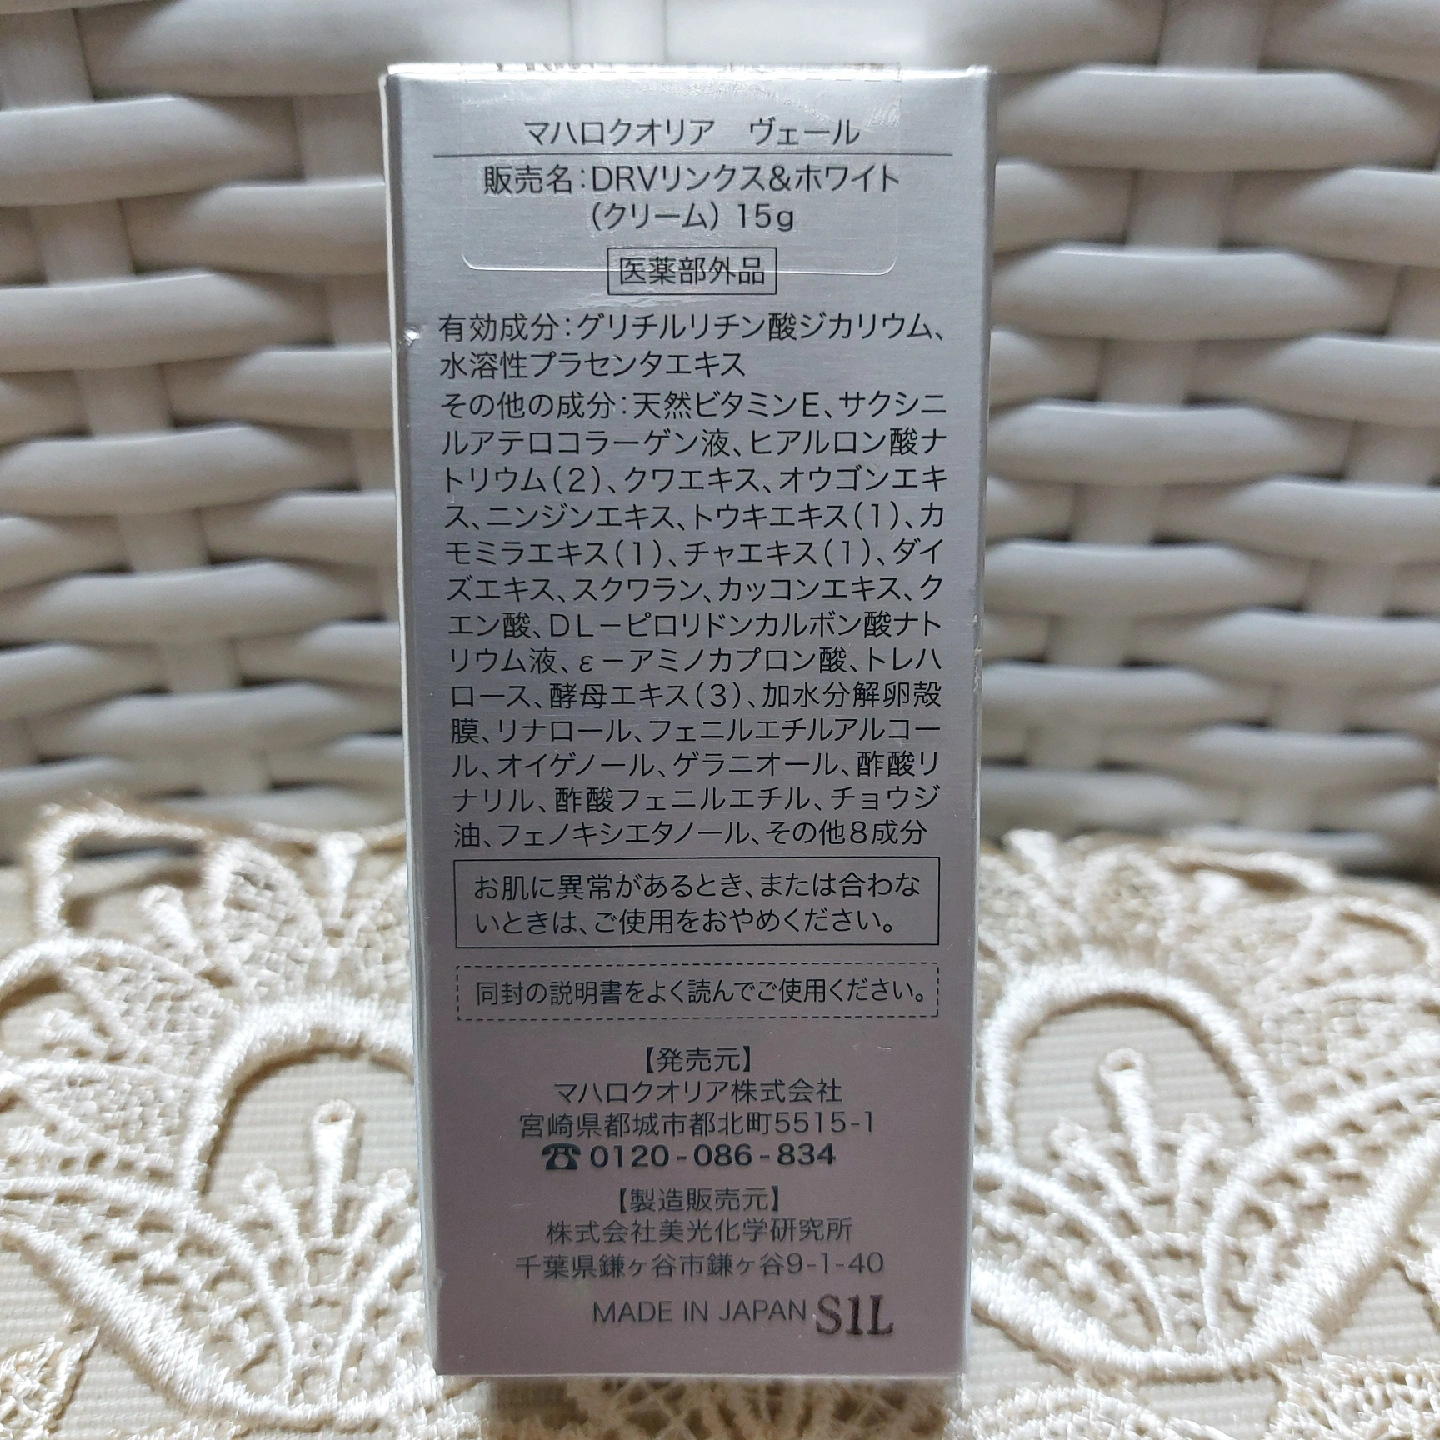 マハロクオリア　ヴェール
販売名:DRVリンクス&ホワイト
(クリーム) 15g
医薬部外品
有効成分:グリチルリチン酸ジカリウム、
水溶性プラセンタエキス
その他の成分:天然ビタミンE、サクシニ
ルアテロコラーゲン液、ヒアルロン酸ナ
トリウム(2)、クワエキス、オウゴンエキ
ス、ニンジンエキス、トウキエキス(1)、カ
モミラエキス(1)、チャエキス(1)、ダイ
ズエキス、スクワラン、カッコンエキス、ク
エン酸、DL−ピロリドンカルボン酸ナト
リウム液、ε−アミノカプロン酸、トレハ
ロース、酵母エキス(3)、加水分解卵殻
膜、リナロール、フェニルエチルアルコー
ル、オイゲノール、ゲラニオール、酢酸リ
ナリル、酢酸フェニルエチル、チョウジ
油、フェノキシエタノール、その他8成分
お肌に異常があるとき、または合わな
いときは、ご使用をおやめください。
同封の説明書をよく読んでご使用ください。
【発売元】
マハロクオリア株式会社
宮崎県都城市都北町5515-1
☎0120-086-834
【製造販売元】
株式会社美光化学研究所
千葉県鎌ヶ谷市鎌ヶ谷9-1-40
MADE IN JAPAN S1L